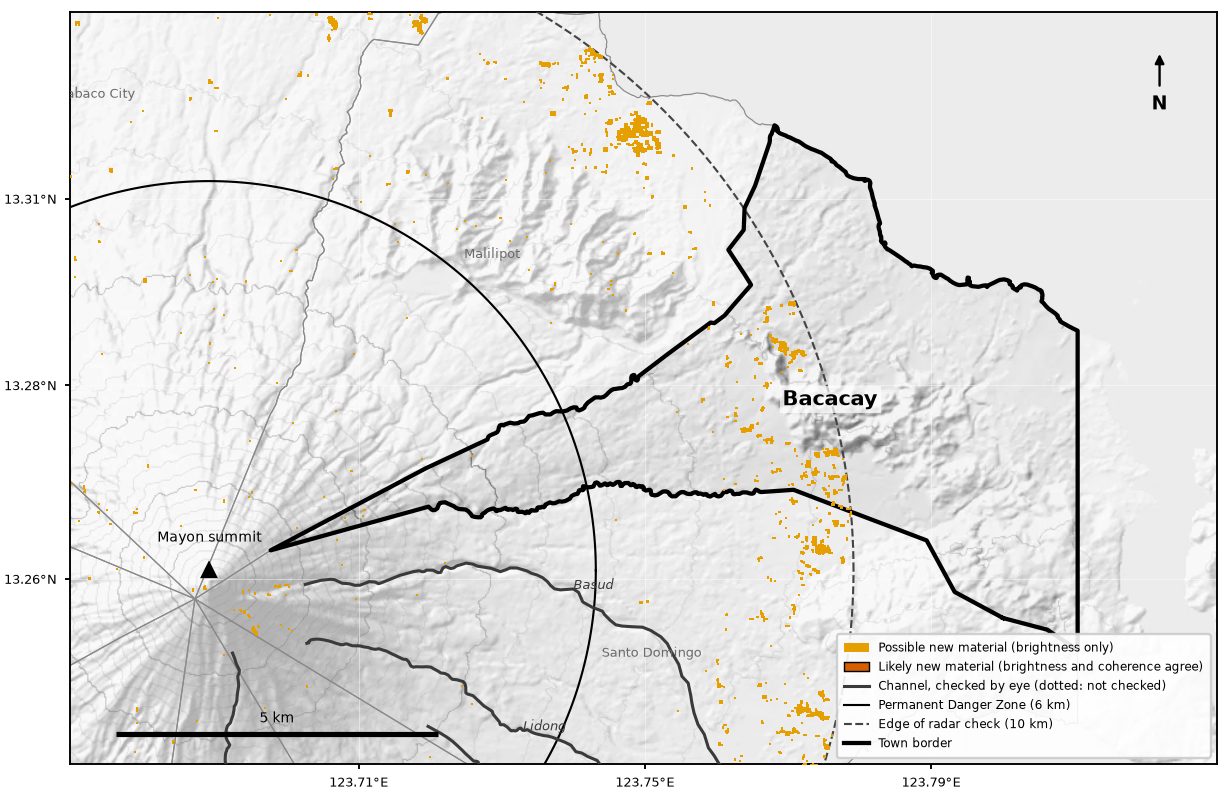 abaco City
N
13.31°N
Malilipot
13.28°N
Bacacay
Mayon summit
13.26°N
Basud
Santo Domingo
Lidong
5 km
Possible new material (brightness only)
Likely new material (brightness and coherence agree)
Channel, checked by eye (dotted: not checked)
Permanent Danger Zone (6 km)
Edge of radar check (10 km)
Town border
123.71°E
123.75°E
123.79°E